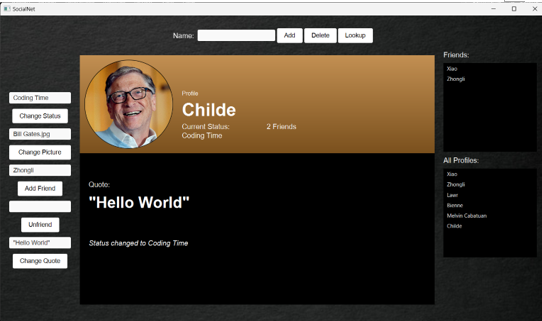 SocialNet
Name:
Add
Delete
Lookup
Coding Time
Change Status
Bill Gates.jpg
Change Picture
Zhongli
Add Friend
Unfriend
"Hello World"
Change Quote
Profile
Childe
Current Status:
2 Friends
Coding Time
Quote:
"Hello World"
Status changed to Coding Time
Friends:
Xiao
Zhongli
All Profiles:
Xiao
Zhongli
Bienne
Melvin Cabatuan
Childe